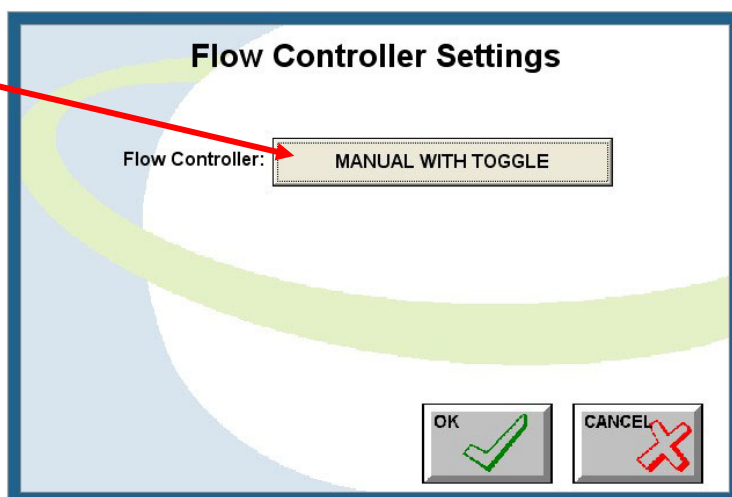 Flow Controller Settings
Flow Controller: MANUAL WITH TOGGLE
OK CANCEL